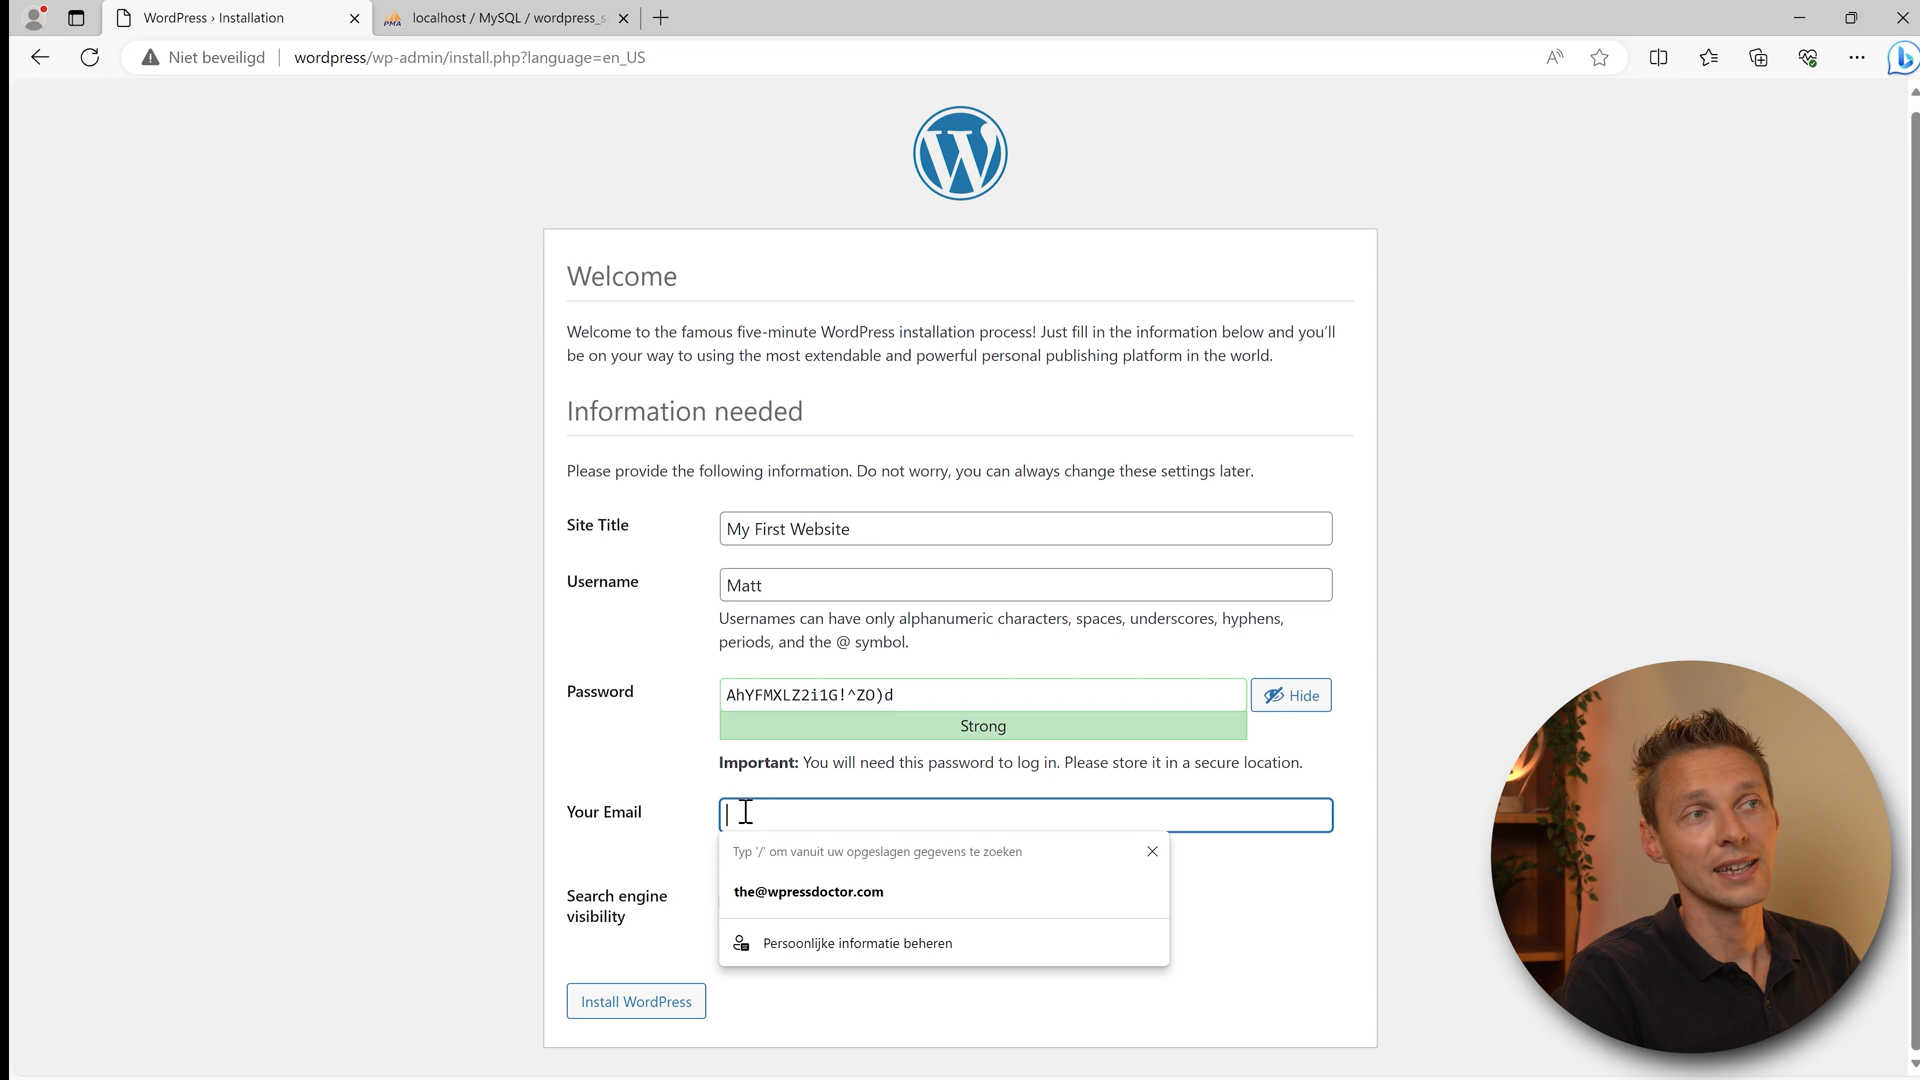 WordPress › Installation
localhost / MySQL / wordpress_s
Niet beveiligd
wordpress/wp-admin/install.php?language=en_US
Welcome
Welcome to the famous five-minute WordPress installation process! Just fill in the information below and you’ll
be on your way to using the most extendable and powerful personal publishing platform in the world.
Information needed
Please provide the following information. Do not worry, you can always change these settings later.
Site Title
My First Website
Username
Matt
Usernames can have only alphanumeric characters, spaces, underscores, hyphens,
periods, and the @ symbol.
Password
AhYFMXLZ2i1G!^ZO)d
Hide
Strong
Important: You will need this password to log in. Please store it in a secure location.
Your Email
Typ '/' om vanuit uw opgeslagen gegevens te zoeken
the@wpressdoctor.com
Search engine
visibility
Persoonlijke informatie beheren
Install WordPress